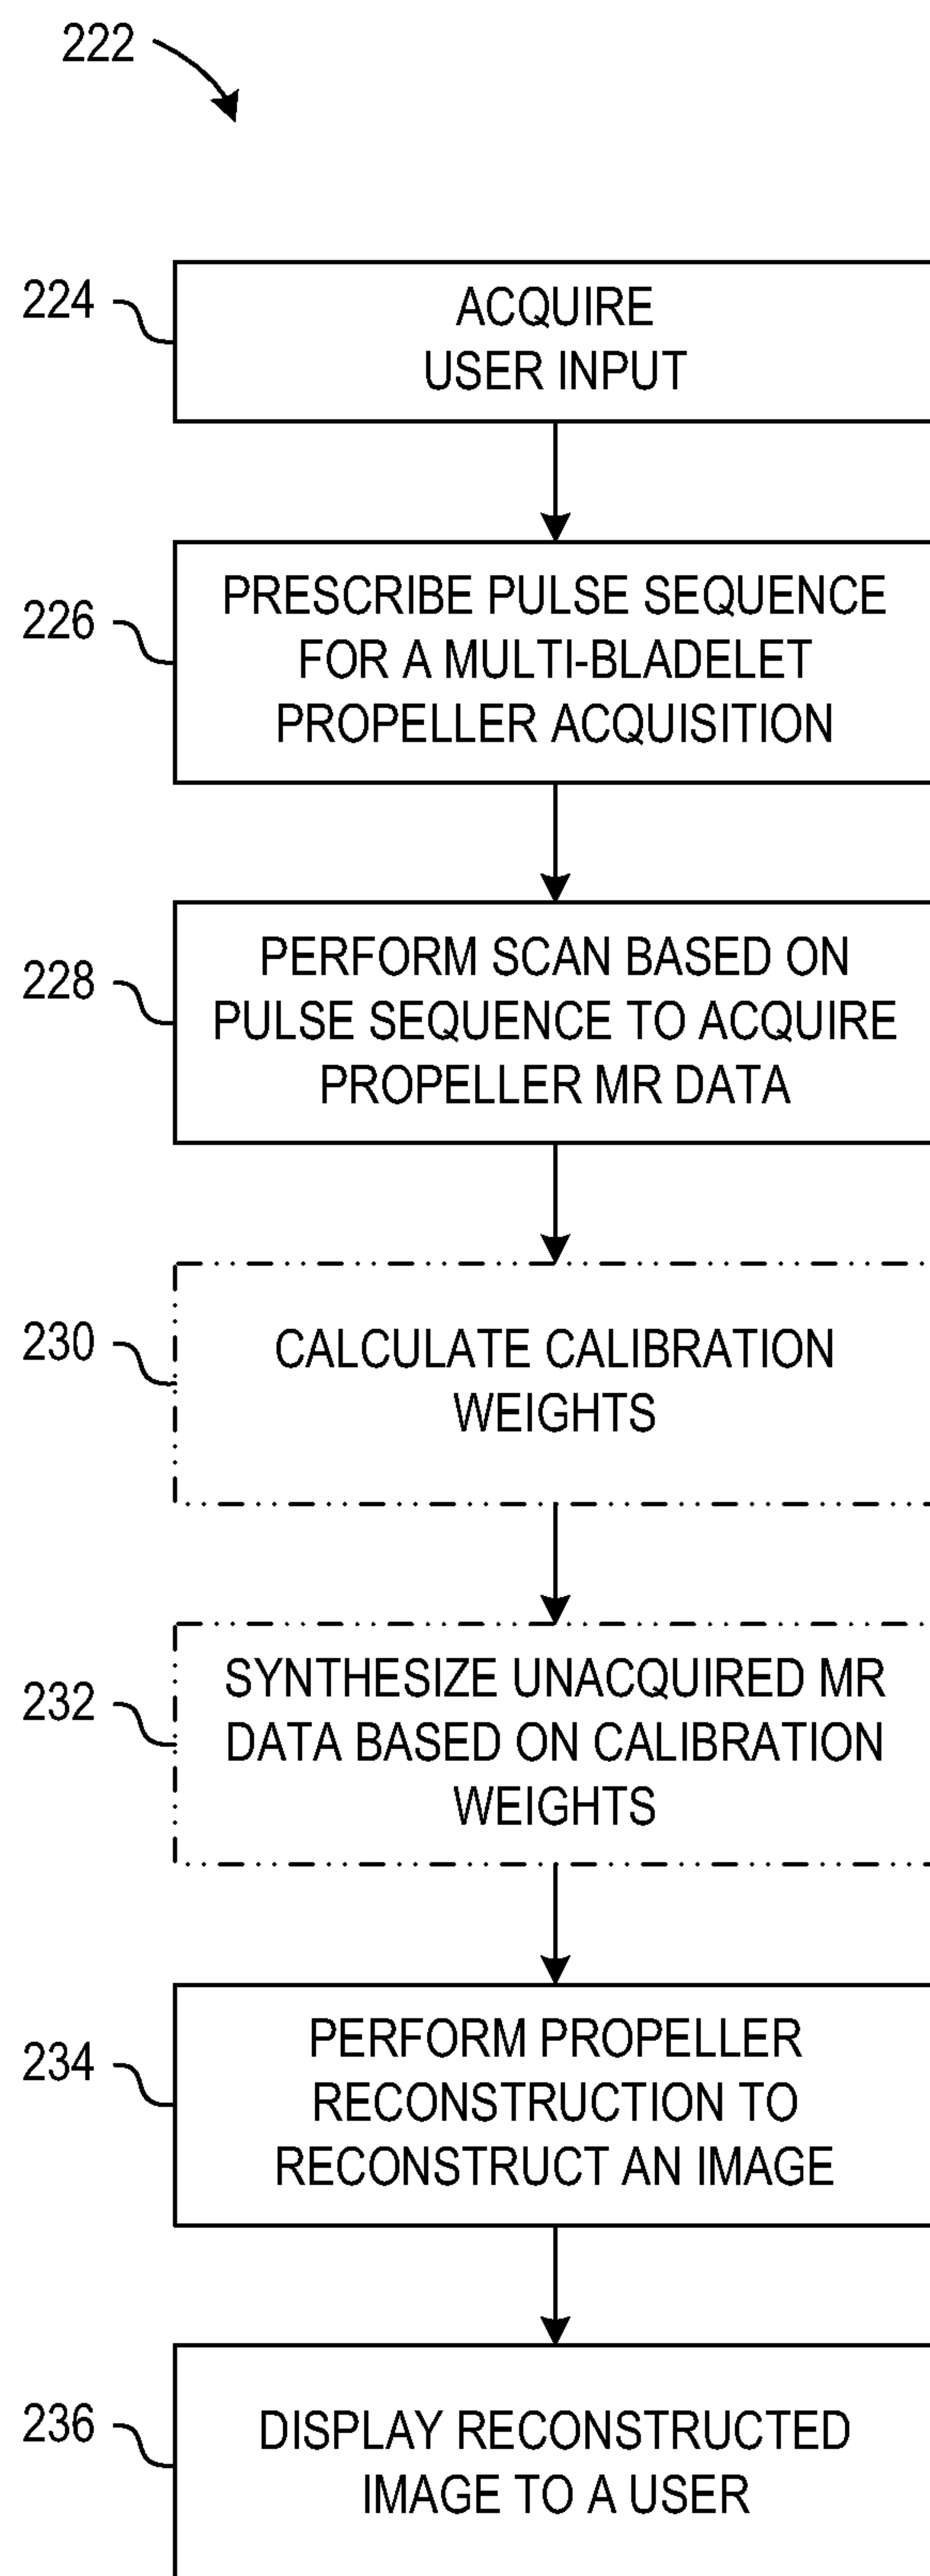 222
224
ACQUIRE
USER INPUT
226
PRESCRIBE PULSE SEQUENCE
FOR A MULTI-BLADELET
PROPELLER ACQUISITION
228
PERFORM SCAN BASED ON
PULSE SEQUENCE TO ACQUIRE
PROPELLER MR DATA
230
CALCULATE CALIBRATION
WEIGHTS
232
SYNTHESIZE UNACQUIRED MR
DATA BASED ON CALIBRATION
WEIGHTS
234
PERFORM PROPELLER
RECONSTRUCTION TO
RECONSTRUCT AN IMAGE
236
DISPLAY RECONSTRUCTED
IMAGE TO A USER